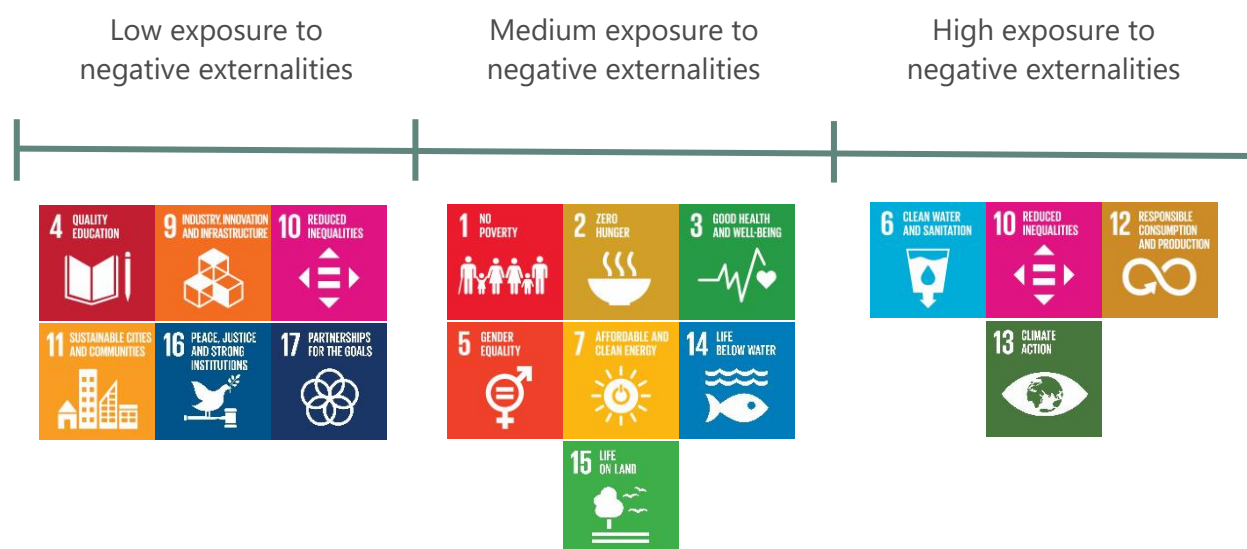 Low exposure to
negative externalities
Medium exposure to
negative externalities
High exposure to
negative externalities
4 QUALITY
EDUCATION
9 INDUSTRY, INNOVATION
AND INFRASTRUCTURE
10 REDUCED
INEQUALITIES
11 SUSTAINABLE CITIES
AND COMMUNITIES
16 PEACE, JUSTICE
AND STRONG
INSTITUTIONS
17 PARTNERSHIPS
FOR THE GOALS
1 NO
POVERTY
2 ZERO
HUNGER
3 GOOD HEALTH
AND WELL-BEING
5 GENDER
EQUALITY
7 AFFORDABLE AND
CLEAN ENERGY
14 LIFE
BELOW WATER
15 LIFE
ON LAND
6 CLEAN WATER
AND SANITATION
10 REDUCED
INEQUALITIES
12 RESPONSIBLE
CONSUMPTION
AND PRODUCTION
13 CLIMATE
ACTION